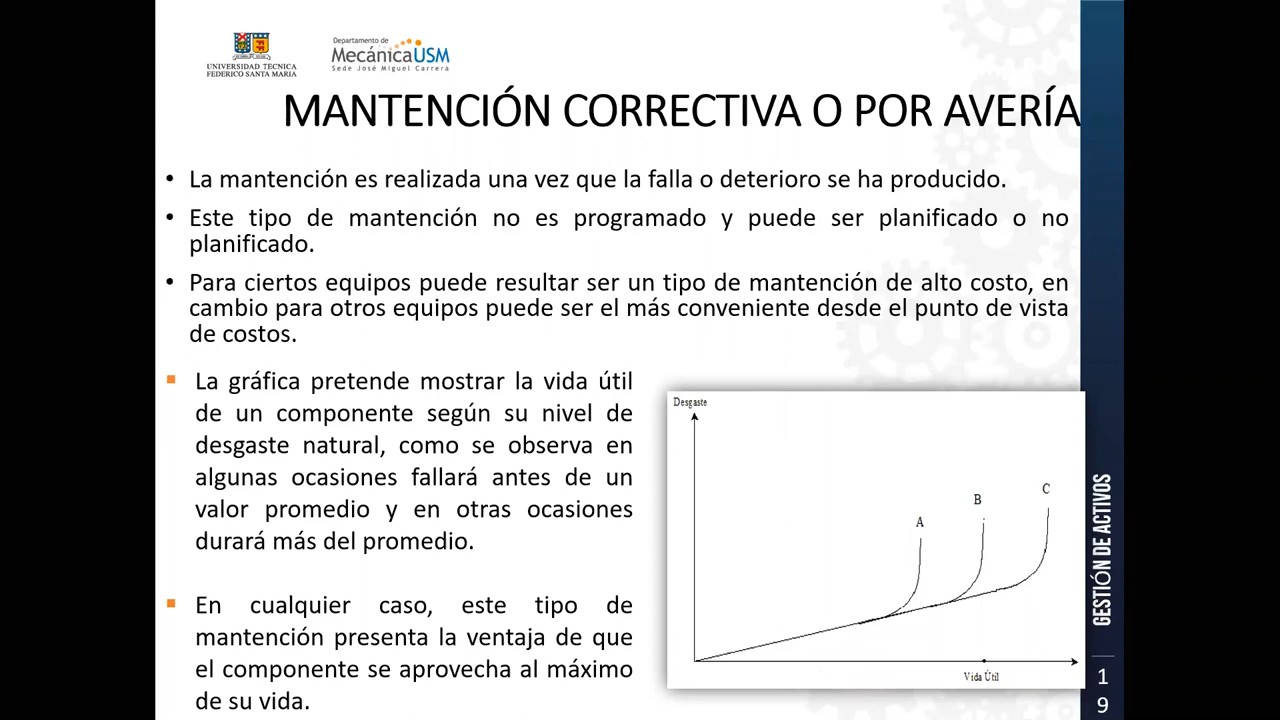 UNIVERSIDAD TECNICA
FEDERICO SANTA MARIA
Departamento de
MecánicaUSM
Sede José Miguel Carrera
MANTENCIÓN CORRECTIVA O POR AVERÍA
• La mantención es realizada una vez que la falla o deterioro se ha producido.
• Este tipo de mantención no es programado y puede ser planificado o no
planificado.
• Para ciertos equipos puede resultar ser un tipo de mantención de alto costo, en
cambio para otros equipos puede ser el más conveniente desde el punto de vista
de costos.
▪ La gráfica pretende mostrar la vida útil
de un componente según su nivel de
desgaste natural, como se observa en
algunas ocasiones fallará antes de un
valor promedio y en otras ocasiones
durará más del promedio.
▪ En cualquier caso, este tipo de
mantención presenta la ventaja de que
el componente se aprovecha al máximo
de su vida.
Desgaste
A
B
C
Vida Útil
GESTIÓN DE ACTIVOS
1
9